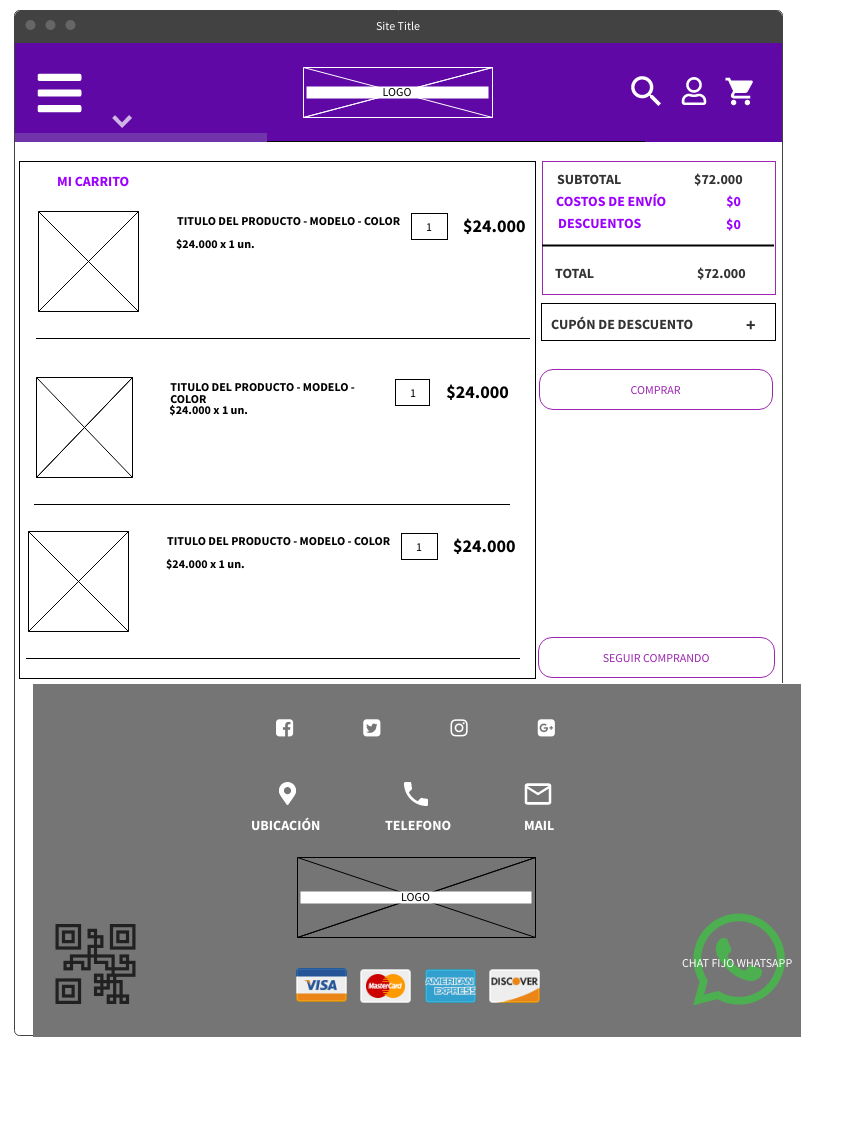 Site Title
LOGO
MI CARRITO
TITULO DEL PRODUCTO - MODELO - COLOR
1
$24.000
$24.000 x 1 un.
TITULO DEL PRODUCTO - MODELO -
COLOR
1
$24.000
$24.000 x 1 un.
TITULO DEL PRODUCTO - MODELO - COLOR
1
$24.000
$24.000 x 1 un.
SUBTOTAL $72.000
COSTOS DE ENVÍO $0
DESCUENTOS $0
TOTAL $72.000
CUPÓN DE DESCUENTO +
COMPRAR
SEGUIR COMPRANDO
UBICACIÓN TELEFONO MAIL
LOGO
CHAT FIJO WHATSAPP
VISA
MasterCard
AMERICAN
EXPRESS
DISCOVER